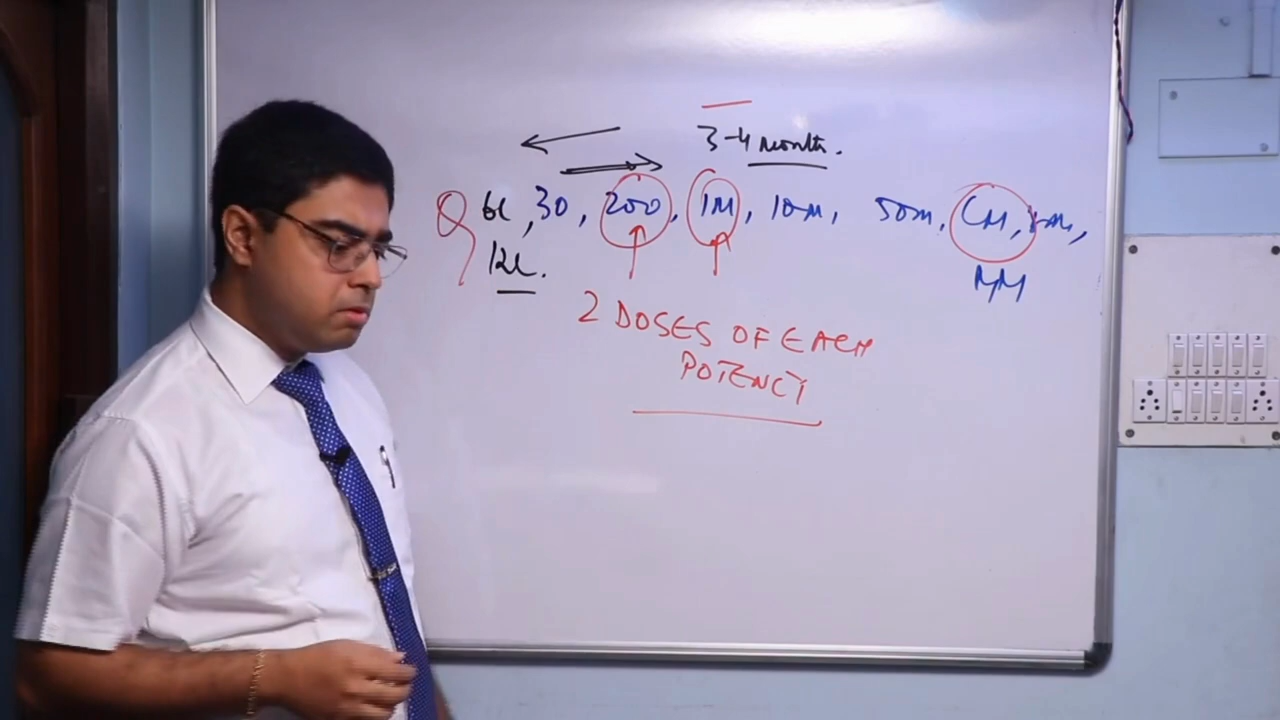 3-4 months.
6c, 30, 200, 1M, 10M, 50M, CM,
12c.
MM
2 DOSES OF EACH
POTENCY